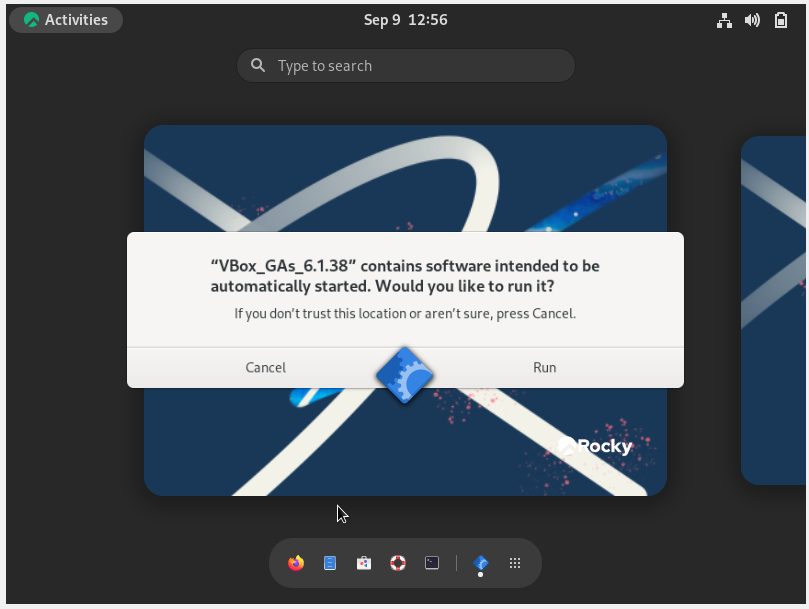 Activities
Sep 9 12:56
Type to search
“VBox_GAs_6.1.38” contains software intended to be
automatically started. Would you like to run it?
If you don’t trust this location or aren’t sure, press Cancel.
Cancel
Run
Rocky